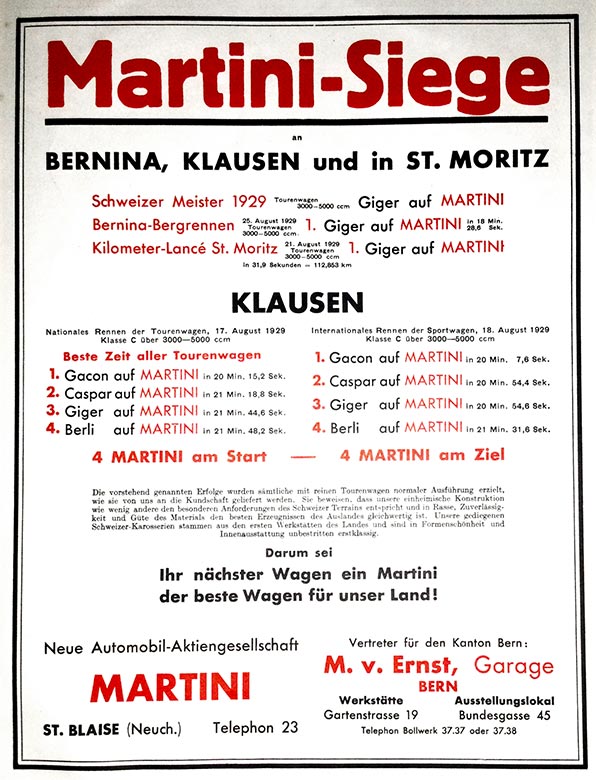 Martini-Siege
an
BERNINA, KLAUSEN und in ST. MORITZ
Schweizer Meister 1929 Tourenwagen 3000—5000 ccm Giger auf MARTINI
Bernina-Bergrennen 25. August 1929 Tourenwagen 3000—5000 ccm. 1. Giger auf MARTINI in 18 Min. 28,6 Sek.
Kilometer-Lancé St. Moritz 21. August 1929 Tourenwagen 3000—5000 ccm 1. Giger auf MARTINI
in 31,9 Sekunden — 112,853 km
KLAUSEN
Nationales Rennen der Tourenwagen, 17. August 1929
Klasse C über 3000—5000 ccm
Beste Zeit aller Tourenwagen
1. Gacon auf MARTINI in 20 Min. 15,2 Sek.
2. Caspar auf MARTINI in 21 Min. 18,8 Sek.
3. Giger auf MARTINI in 21 Min. 44,6 Sek.
4. Berli auf MARTINI in 21 Min. 48,2 Sek.
Internationales Rennen der Sportwagen, 18. August 1929
Klasse C über 3000—5000 ccm
1. Gacon auf MARTINI in 20 Min. 7,6 Sek.
2. Caspar auf MARTINI in 20 Min. 54,4 Sek.
3. Giger auf MARTINI in 20 Min. 54,6 Sek.
4. Berli auf MARTINI in 21 Min. 31,6 Sek.
4 MARTINI am Start — 4 MARTINI am Ziel
Die vorstehend genannten Erfolge wurden sämtliche mit reinen Tourenwagen normaler Ausführung erzielt,
wie sie von uns an die Kundschaft geliefert werden. Sie beweisen, dass unsere einheimische Konstruktion
wie wenig andere den besonderen Anforderungen des Schweizer Terrains entspricht und in Rasse, Zuverlässig-
keit und Güte des Materials den besten Erzeugnissen des Auslandes gleichwertig ist. Unsere gediegenen
Schweizer-Karosserien stammen aus den ersten Werkstätten des Landes und sind in Formenschönheit und
Innenausstattung unbestritten erstklassig.
Darum sei
Ihr nächster Wagen ein Martini
der beste Wagen für unser Land!
Neue Automobil-Aktiengesellschaft
MARTINI
ST. BLAISE (Neuch.) Telephon 23
Vertreter für den Kanton Bern:
M. v. Ernst, Garage
BERN
Werkstätte Ausstellungslokal
Gartenstrasse 19 Bundesgasse 45
Telephon Bollwerk 37.37 oder 37.38